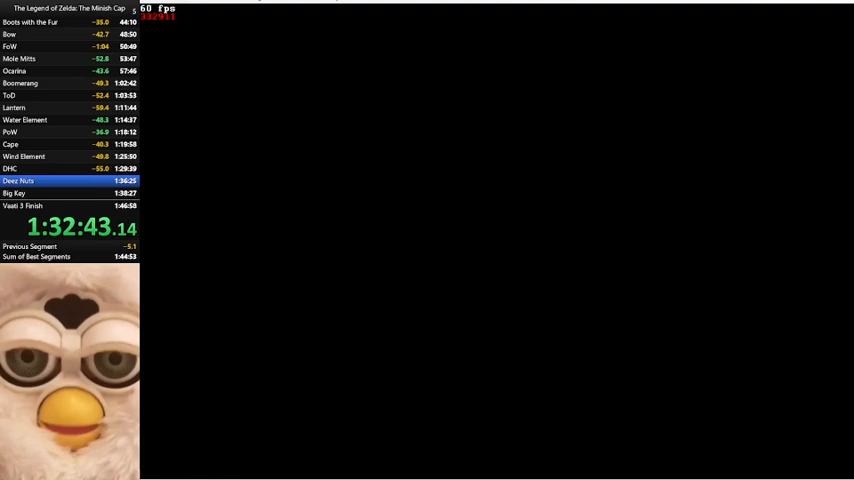 The Legend of Zelda: The Minish Cap
5
Boots with the Fur −35.0 44:10
Bow −42.7 48:50
FoW −1:04 50:49
Mole Mitts −52.8 53:47
Ocarina −43.6 57:46
Boomerang −49.3 1:02:42
ToD −52.4 1:03:53
Lantern −59.4 1:11:44
Water Element −48.3 1:14:37
PoW −36.9 1:18:12
Cape −40.3 1:19:58
Wind Element −49.8 1:25:50
DHC −55.0 1:29:39
Deez Nuts 1:36:25
Big Key 1:38:27
Vaati 3 Finish 1:46:58
1:32:43.14
Previous Segment −5.1
Sum of Best Segments 1:44:53
60 fps
332911